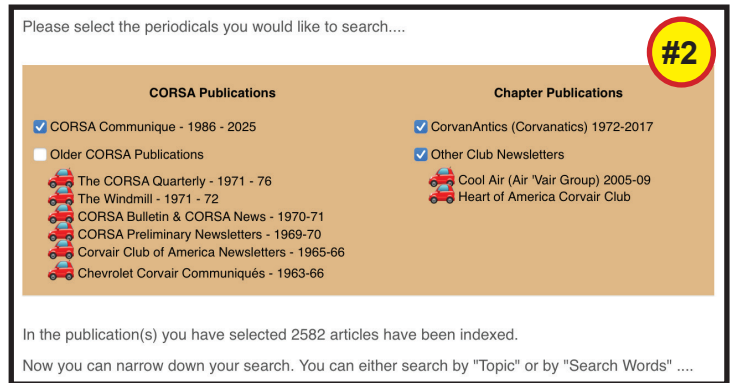 Please select the periodicals you would like to search....
#2
CORSA Publications
CORSA Communique - 1986 - 2025
Older CORSA Publications
The CORSA Quarterly - 1971 - 76
The Windmill - 1971 - 72
CORSA Bulletin & CORSA News - 1970-71
CORSA Preliminary Newsletters - 1969-70
Corvair Club of America Newsletters - 1965-66
Chevrolet Corvair Communiqués - 1963-66
Chapter Publications
CorvanAntics (Corvanatics) 1972-2017
Other Club Newsletters
Cool Air (Air 'Vair Group) 2005-09
Heart of America Corvair Club
In the publication(s) you have selected 2582 articles have been indexed.
Now you can narrow down your search. You can either search by "Topic" or by "Search Words" ....